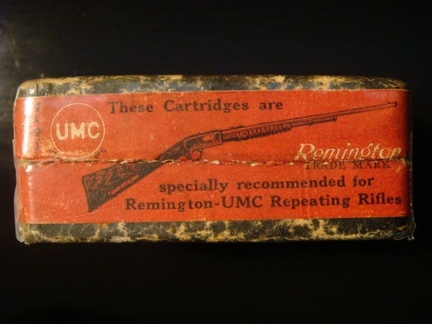 These Cartridges are
UMC
Remington
TRADE MARK
specially recommended for
Remington-UMC Repeating Rifles